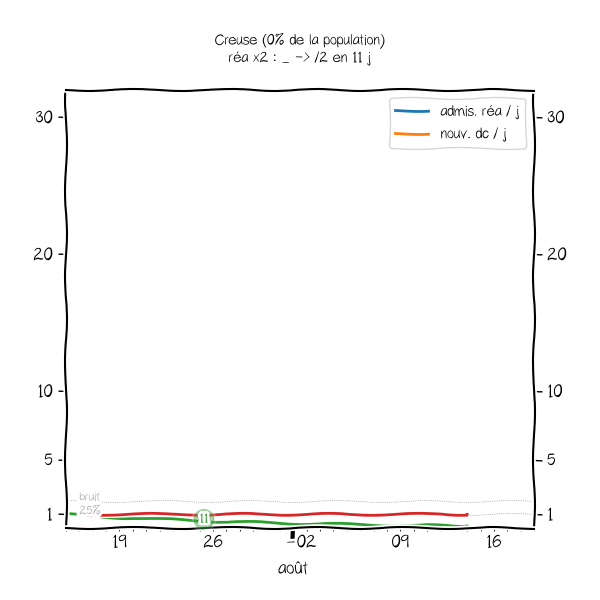 Creuse (0% de la population)
réa x2 : _ -> /2 en 11 j
admis. réa / j
nouv. dc / j
30
30
20
20
10
10
5
5
bruit
25%
1
1
11
19
26
02
09
16
août